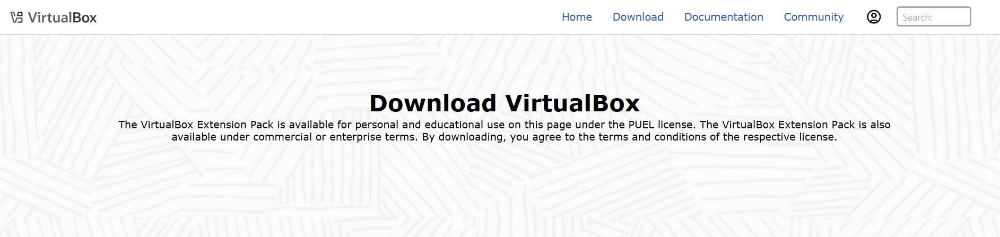 VirtualBox
Home Download Documentation Community Search:
Download VirtualBox
The VirtualBox Extension Pack is available for personal and educational use on this page under the PUEL license. The VirtualBox Extension Pack is also
available under commercial or enterprise terms. By downloading, you agree to the terms and conditions of the respective license.